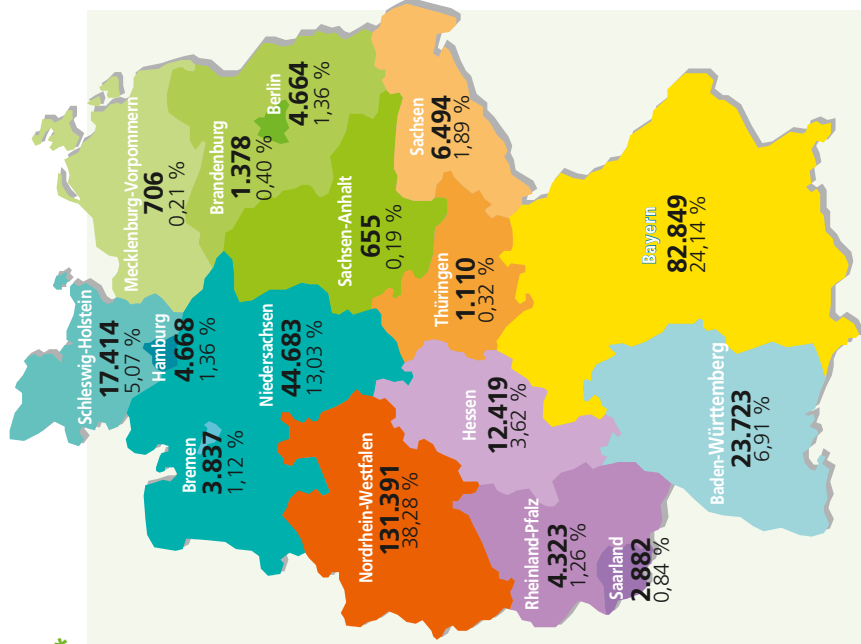 *
Schleswig-Holstein
17.414
5,07 %
Hamburg
4.668
1,36 %
Mecklenburg-Vorpommern
706
0,21 %
Bremen
3.837
1,12 %
Niedersachsen
44.683
13,03 %
Brandenburg
1.378
0,40 %
Berlin
4.664
1,36 %
Sachsen-Anhalt
655
0,19 %
Nordrhein-Westfalen
131.391
38,28 %
Hessen
12.419
3,62 %
Thüringen
1.110
0,32 %
Sachsen
6.494
1,89 %
Rheinland-Pfalz
4.323
1,26 %
Saarland
2.882
0,84 %
Baden-Württemberg
23.723
6,91 %
Bayern
82.849
24,14 %